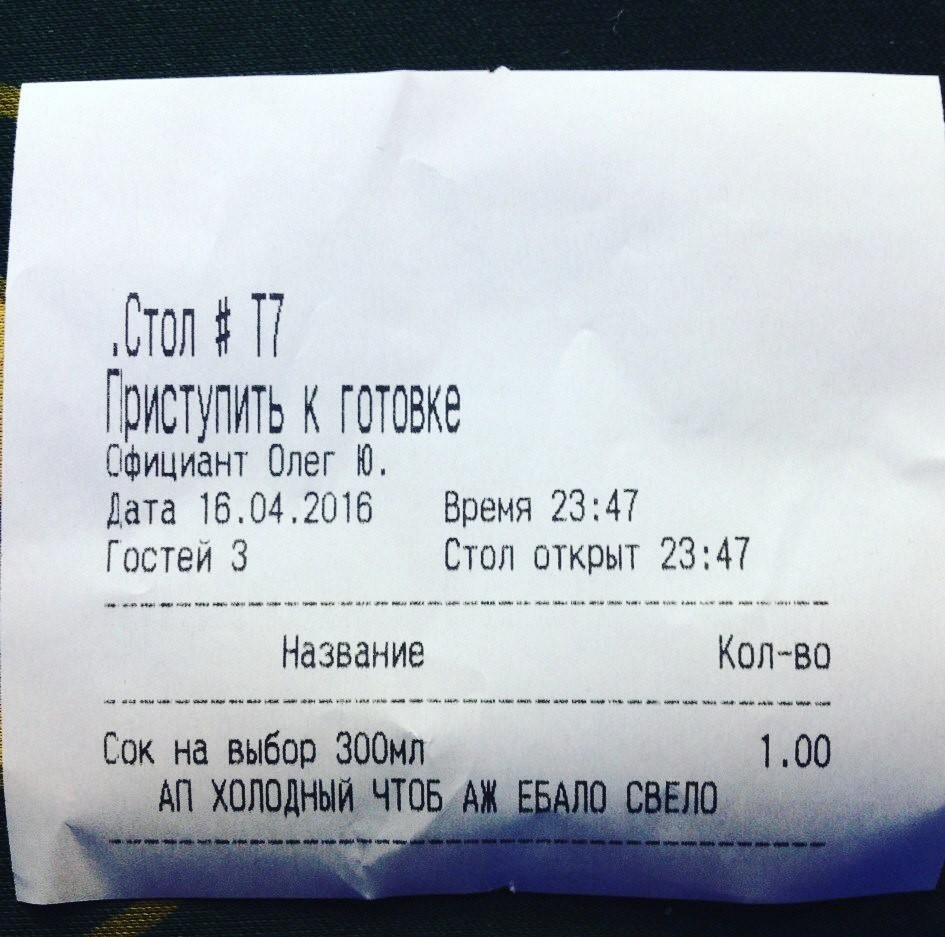 .Стол # Т7
Приступить к готовке
Официант Олег Ю.
Дата 16.04.2016 Время 23:47
Гостей 3 Стол открыт 23:47
Название Кол-во
Сок на выбор 300мл 1.00
АП ХОЛОДНЫЙ ЧТОБ АЖ ЕБАЛО СВЕЛО